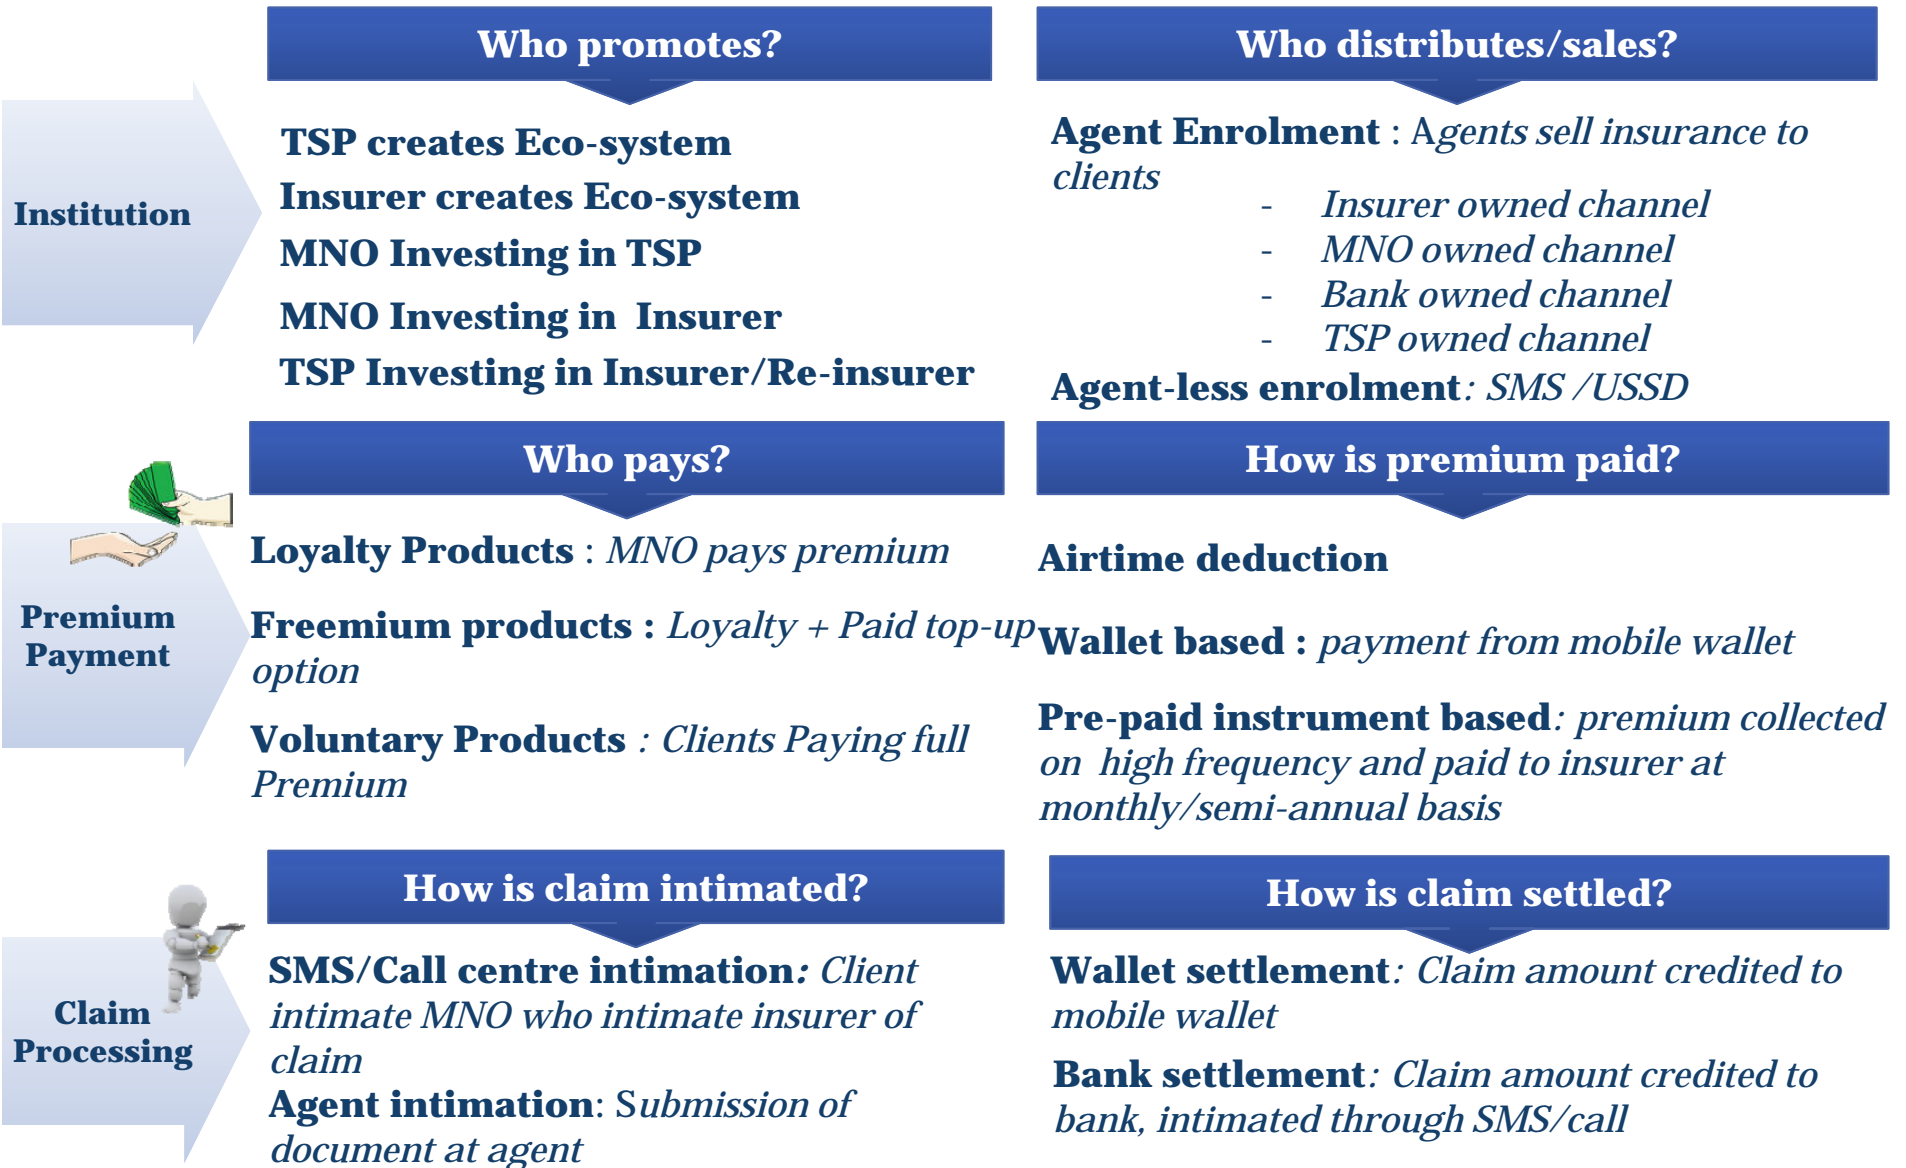 Who promotes?
Who distributes/sales?
Institution
TSP creates Eco-system
Insurer creates Eco-system
MNO Investing in TSP
MNO Investing in Insurer
TSP Investing in Insurer/Re-insurer
Agent Enrolment : Agents sell insurance to
clients
- Insurer owned channel
- MNO owned channel
- Bank owned channel
- TSP owned channel
Agent-less enrolment: SMS /USSD
Who pays?
How is premium paid?
Premium
Payment
Loyalty Products : MNO pays premium
Freemium products : Loyalty + Paid top-up
option
Voluntary Products : Clients Paying full
Premium
Airtime deduction
Wallet based : payment from mobile wallet
Pre-paid instrument based: premium collected
on high frequency and paid to insurer at
monthly/semi-annual basis
How is claim intimated?
How is claim settled?
Claim
Processing
SMS/Call centre intimation: Client
intimate MNO who intimate insurer of
claim
Agent intimation: Submission of
document at agent
Wallet settlement: Claim amount credited to
mobile wallet
Bank settlement: Claim amount credited to
bank, intimated through SMS/call